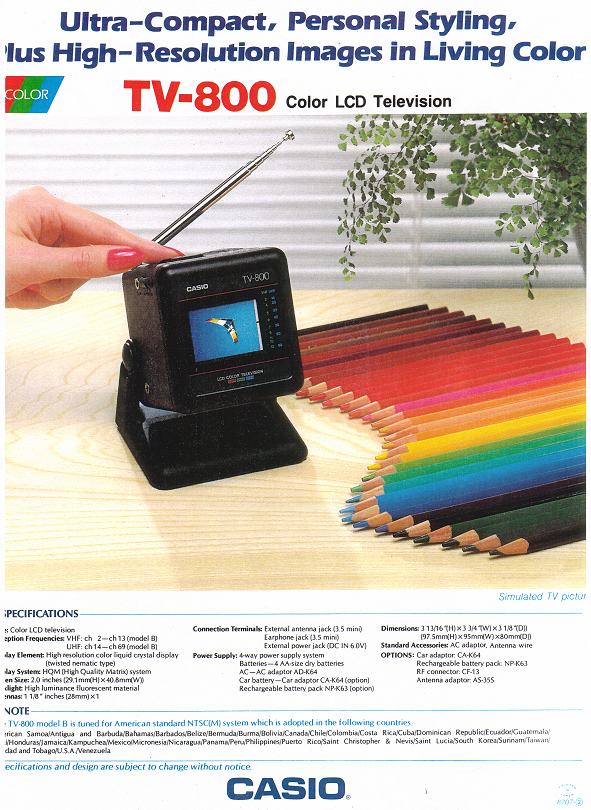 Ultra-Compact, Personal Styling,
Plus High-Resolution Images in Living Color
COLOR
TV-800 Color LCD Television
CASIO
TV-800
LCD COLOR TELEVISION
Simulated TV pictur
SPECIFICATIONS
: Color LCD television
eption Frequencies: VHF: ch 2—ch 13 (model B)
UHF: ch 14—ch 69 (model B)
lay Element: High resolution color liquid crystal display
(twisted nematic type)
lay System: HQM (High Quality Matrix) system
en Size: 2.0 inches (29.1mm(H)×40.6mm(W))
light: High luminance fluorescent material
ennas: 1 1/8" inches (28mm)×1
Connection Terminals: External antenna jack (3.5 mini)
Earphone jack (3.5 mini)
External power jack (DC IN 6.0V)
Power Supply: 4-way power supply system
Batteries—4 AA-size dry batteries
AC—AC adaptor AD-K64
Car battery—Car adaptor CA-K64 (option)
Rechargeable battery pack NP-K63 (option)
Dimensions: 3 13/16"(H)×3 3/4"(W)×3 1/8"(D))
(97.5mm(H)×95mm(W)×80mm(D))
Standard Accessories: AC adaptor, Antenna wire
OPTIONS: Car adaptor: CA-K64
Rechargeable battery pack: NP-K63
RF connector: CF-13
Antenna adaptor: AS-35S
NOTE
TV-800 model B is tuned for American standard NTSC(M) system which is adopted in the following countries.
erican Samoa/Antigua and Barbuda/Bahamas/Barbados/Belize/Bermuda/Burma/Bolivia/Canada/Chile/Colombia/Costa Rica/Cuba/Dominican Republic/Ecuador/Guatemala/
i/Honduras/Jamaica/Kampuchea/Mexico/Micronesia/Nicaragua/Panama/Peru/Philippines/Puerto Rico/Saint Christopher & Nevis/Saint Lucia/South Korea/Surinam/Taiwan/
idad and Tobago/U.S.A./Venezuela
ecifications and design are subject to change without notice.
CASIO
8707-②